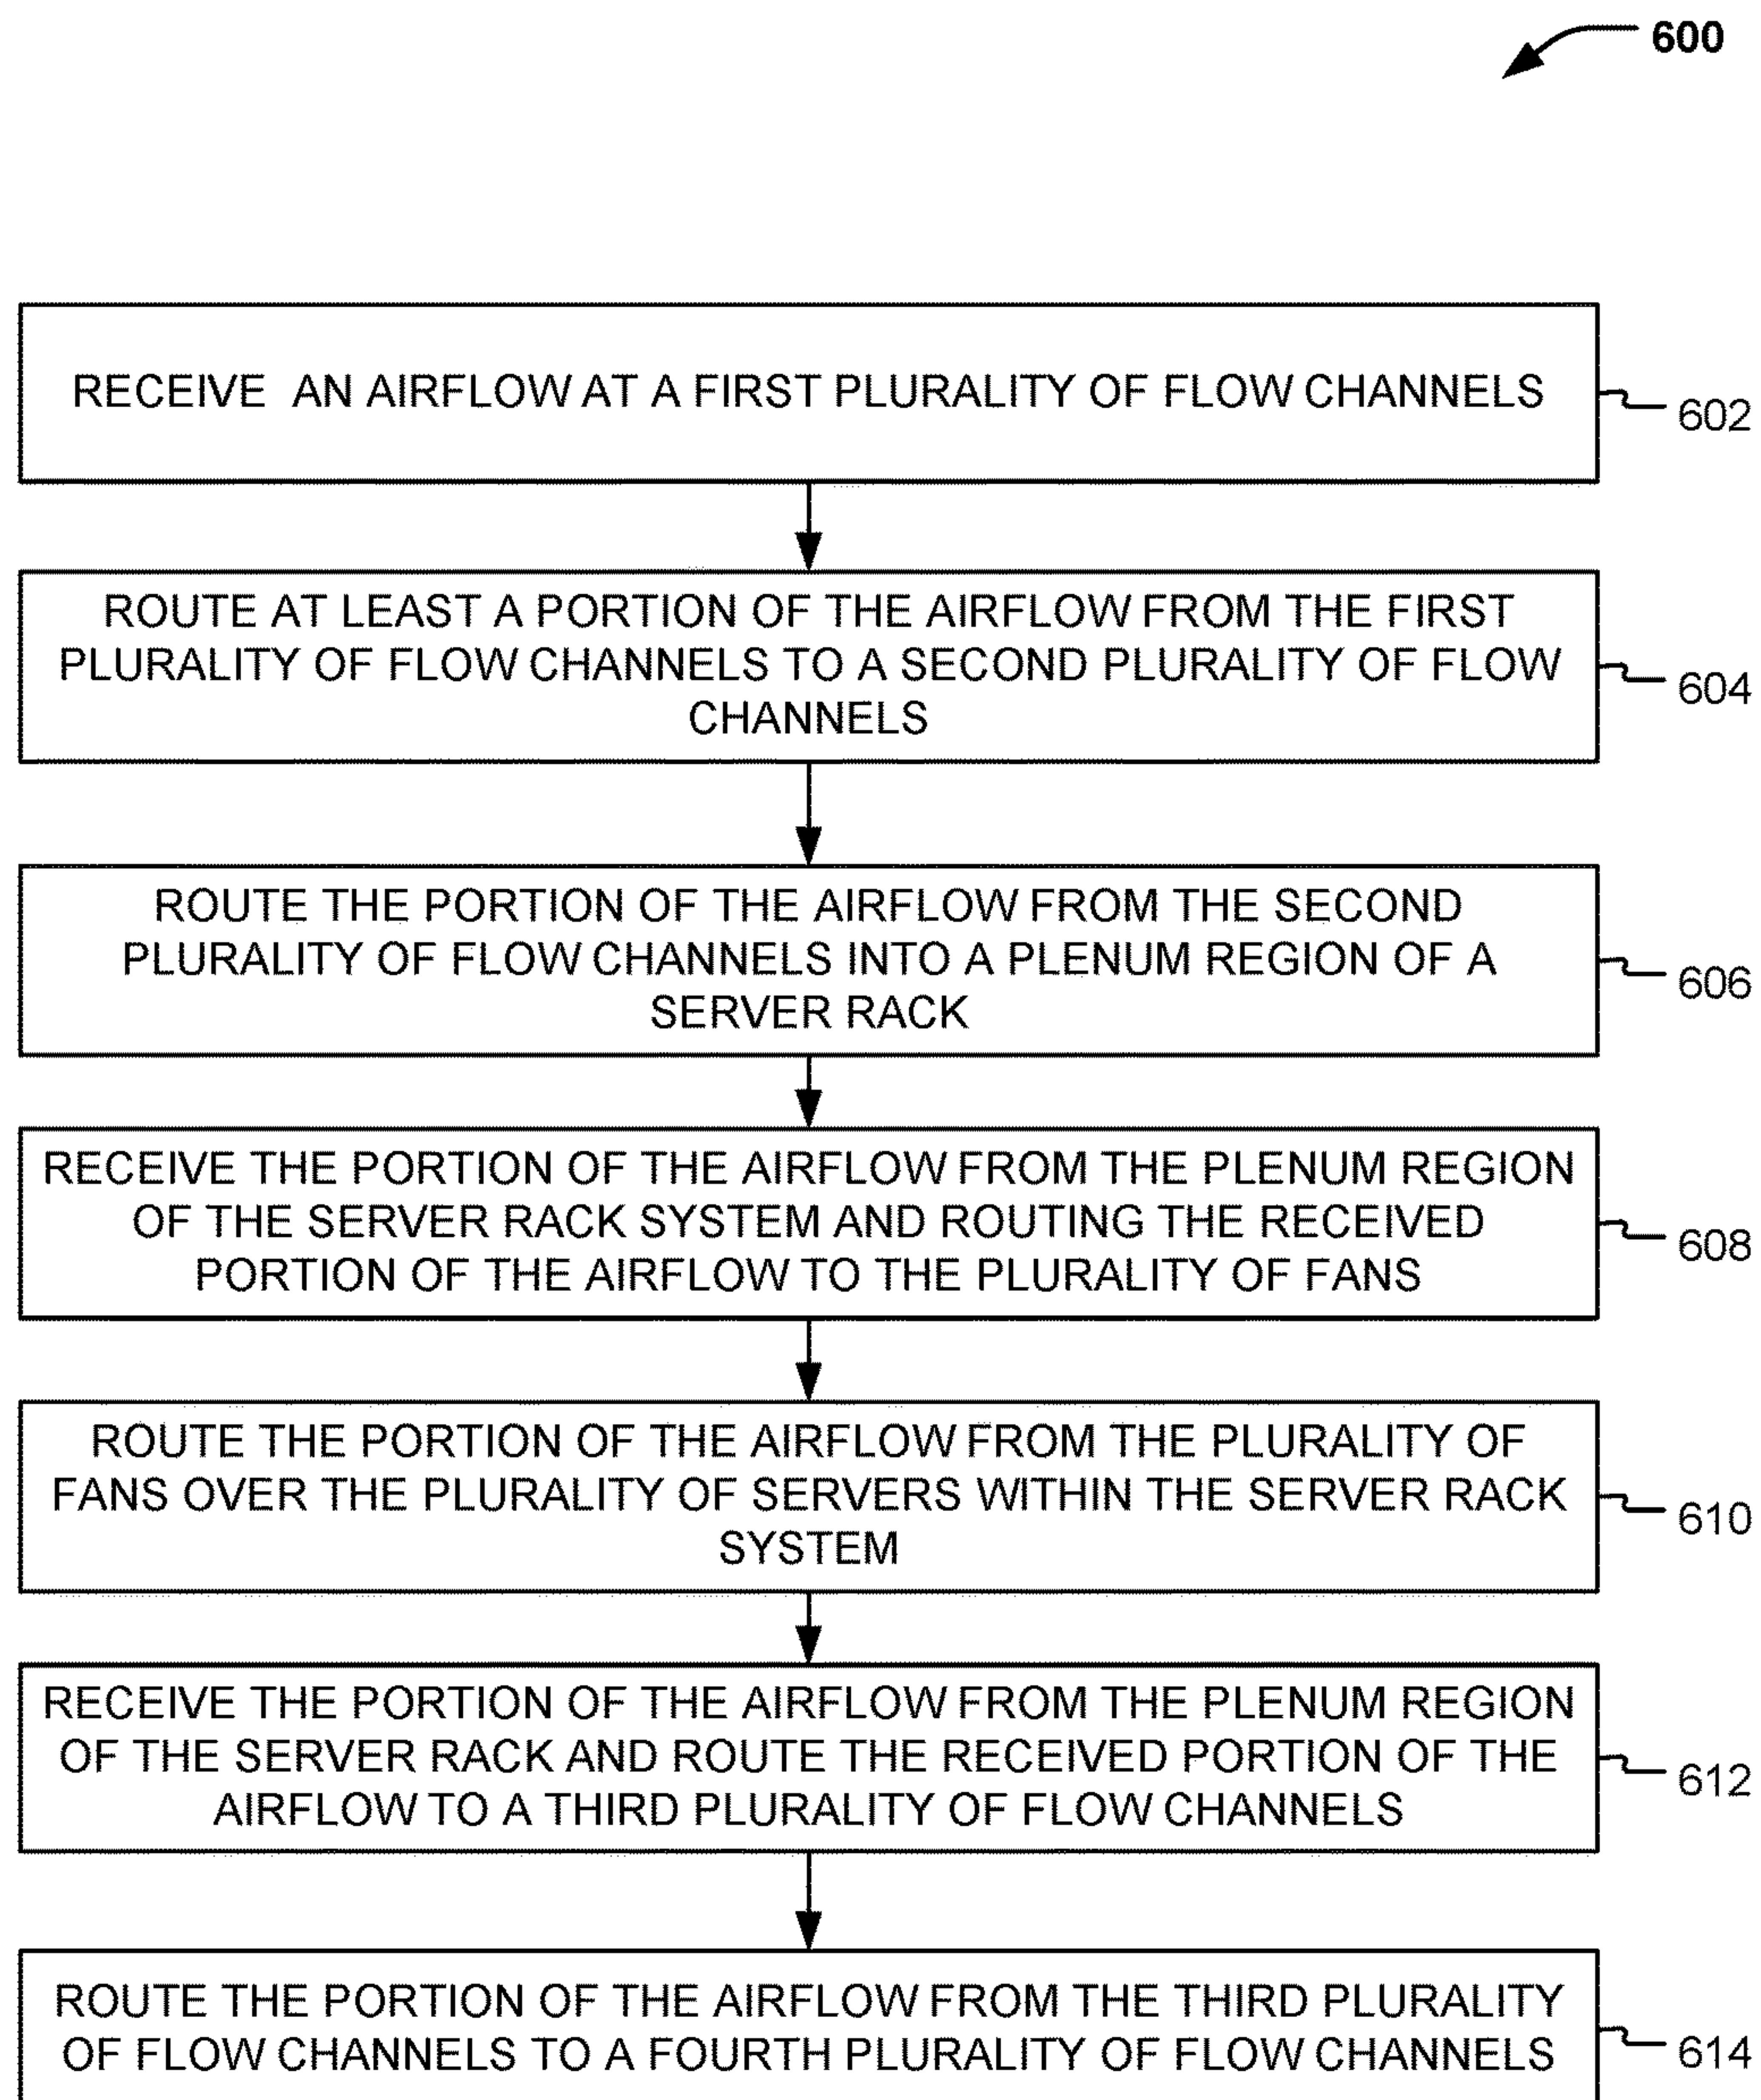 600
RECEIVE AN AIRFLOW AT A FIRST PLURALITY OF FLOW CHANNELS
602
ROUTE AT LEAST A PORTION OF THE AIRFLOW FROM THE FIRST
PLURALITY OF FLOW CHANNELS TO A SECOND PLURALITY OF FLOW
CHANNELS
604
ROUTE THE PORTION OF THE AIRFLOW FROM THE SECOND
PLURALITY OF FLOW CHANNELS INTO A PLENUM REGION OF A
SERVER RACK
606
RECEIVE THE PORTION OF THE AIRFLOW FROM THE PLENUM REGION
OF THE SERVER RACK SYSTEM AND ROUTING THE RECEIVED
PORTION OF THE AIRFLOW TO THE PLURALITY OF FANS
608
ROUTE THE PORTION OF THE AIRFLOW FROM THE PLURALITY OF
FANS OVER THE PLURALITY OF SERVERS WITHIN THE SERVER RACK
SYSTEM
610
RECEIVE THE PORTION OF THE AIRFLOW FROM THE PLENUM REGION
OF THE SERVER RACK AND ROUTE THE RECEIVED PORTION OF THE
AIRFLOW TO A THIRD PLURALITY OF FLOW CHANNELS
612
ROUTE THE PORTION OF THE AIRFLOW FROM THE THIRD PLURALITY
OF FLOW CHANNELS TO A FOURTH PLURALITY OF FLOW CHANNELS
614